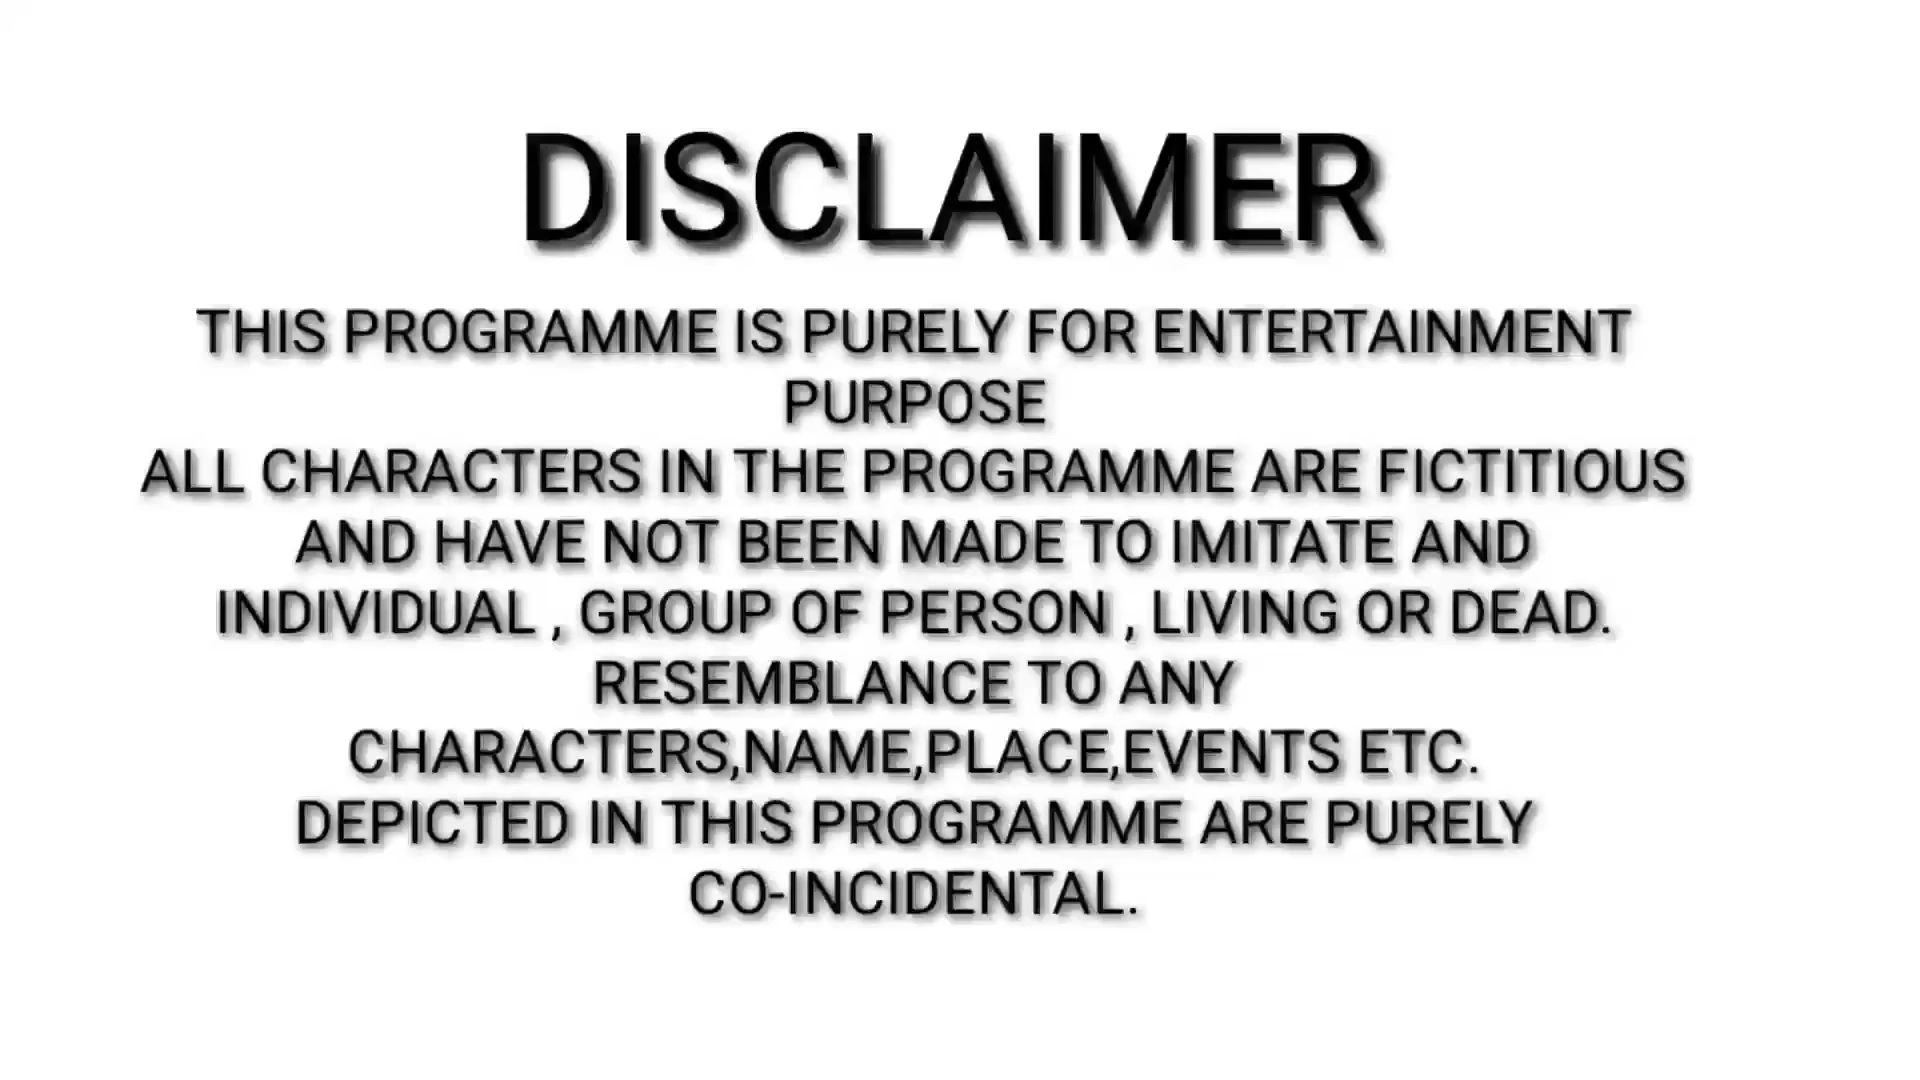 DISCLAIMER
THIS PROGRAMME IS PURELY FOR ENTERTAINMENT
PURPOSE
ALL CHARACTERS IN THE PROGRAMME ARE FICTITIOUS
AND HAVE NOT BEEN MADE TO IMITATE AND
INDIVIDUAL , GROUP OF PERSON , LIVING OR DEAD.
RESEMBLANCE TO ANY
CHARACTERS,NAME,PLACE,EVENTS ETC.
DEPICTED IN THIS PROGRAMME ARE PURELY
CO-INCIDENTAL.